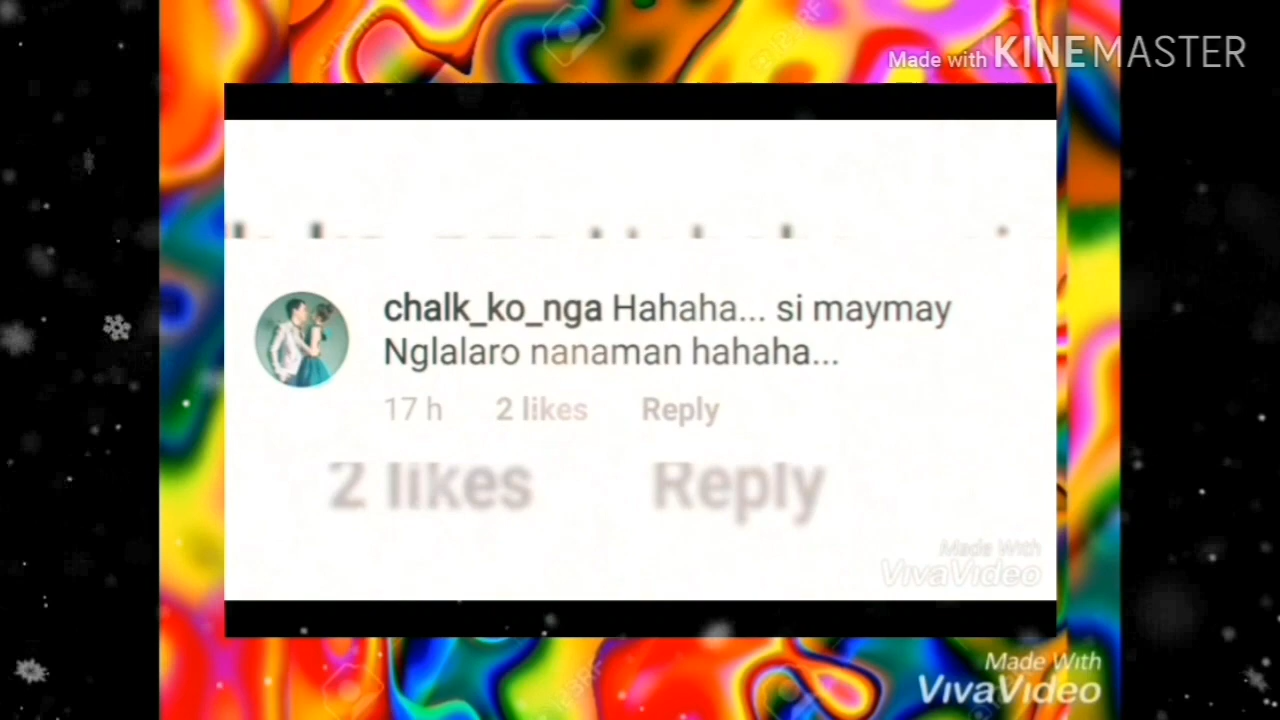 Made with KINEMASTER
chalk_ko_nga Hahaha... si maymay
Nglalaro nanaman hahaha...
17 h 2 likes Reply
2 likes Reply
Made With
VivaVideo
Made With
VivaVideo